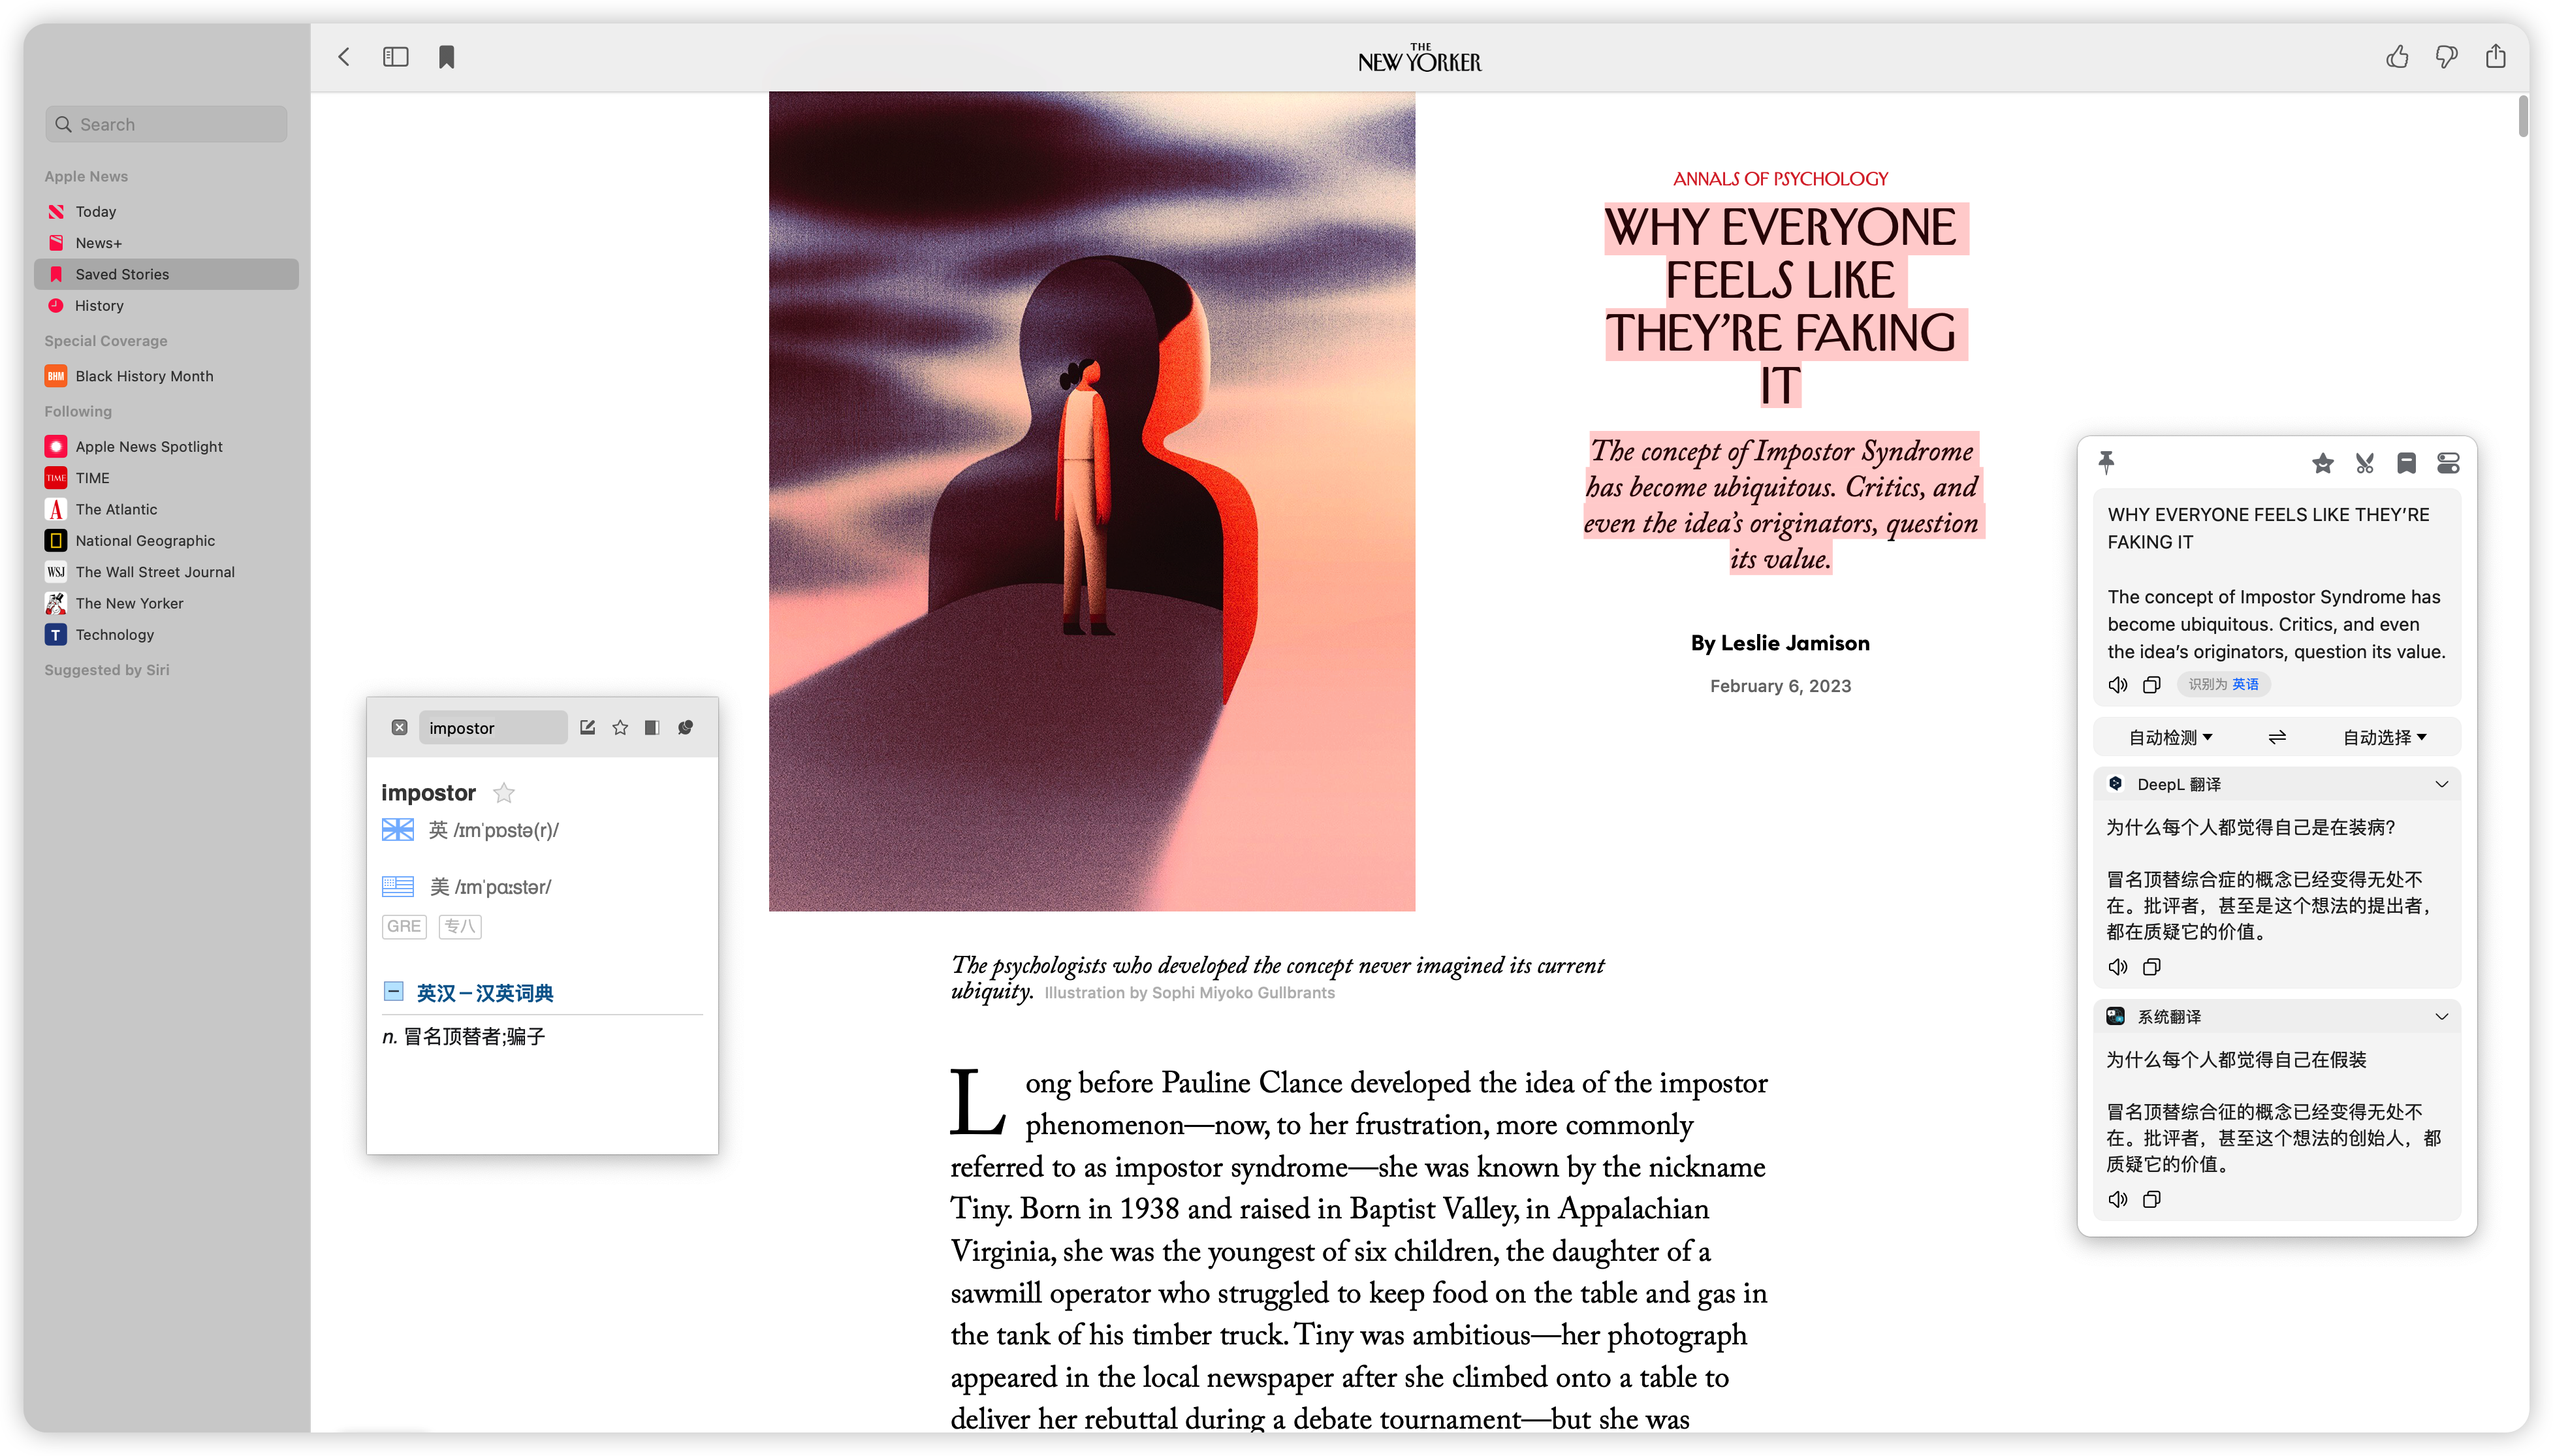 THE
NEW YORKER
Search
Apple News
Today
News+
Saved Stories
History
Special Coverage
BHM
Black History Month
Following
Apple News Spotlight
TIME
TIME
A
The Atlantic
National Geographic
WSJ
The Wall Street Journal
The New Yorker
T
Technology
Suggested by Siri
ANNALS OF PSYCHOLOGY
WHY EVERYONE
FEELS LIKE
THEY’RE FAKING
IT
The concept of Impostor Syndrome
has become ubiquitous. Critics, and
even the idea’s originators, question
its value.
By Leslie Jamison
February 6, 2023
The psychologists who developed the concept never imagined its current
ubiquity. Illustration by Sophi Miyoko Gullbrants
Long before Pauline Clance developed the idea of the impostor
phenomenon—now, to her frustration, more commonly
referred to as impostor syndrome—she was known by the nickname
Tiny. Born in 1938 and raised in Baptist Valley, in Appalachian
Virginia, she was the youngest of six children, the daughter of a
sawmill operator who struggled to keep food on the table and gas in
the tank of his timber truck. Tiny was ambitious—her photograph
appeared in the local newspaper after she climbed onto a table to
deliver her rebuttal during a debate tournament—but she was
impostor
impostor
英 /ɪmˈpɒstə(r)/
美 /ɪmˈpɑːstər/
GRE 专八
英汉－汉英词典
n. 冒名顶替者;骗子
WHY EVERYONE FEELS LIKE THEY’RE
FAKING IT
The concept of Impostor Syndrome has
become ubiquitous. Critics, and even
the idea’s originators, question its value.
识别为 英语
自动检测 自动选择
DeepL 翻译
为什么每个人都觉得自己是在装病?
冒名顶替综合症的概念已经变得无处不
在。批评者，甚至是这个想法的提出者，
都在质疑它的价值。
系统翻译
为什么每个人都觉得自己在假装
冒名顶替综合征的概念已经变得无处不
在。批评者，甚至这个想法的创始人，都
质疑它的价值。